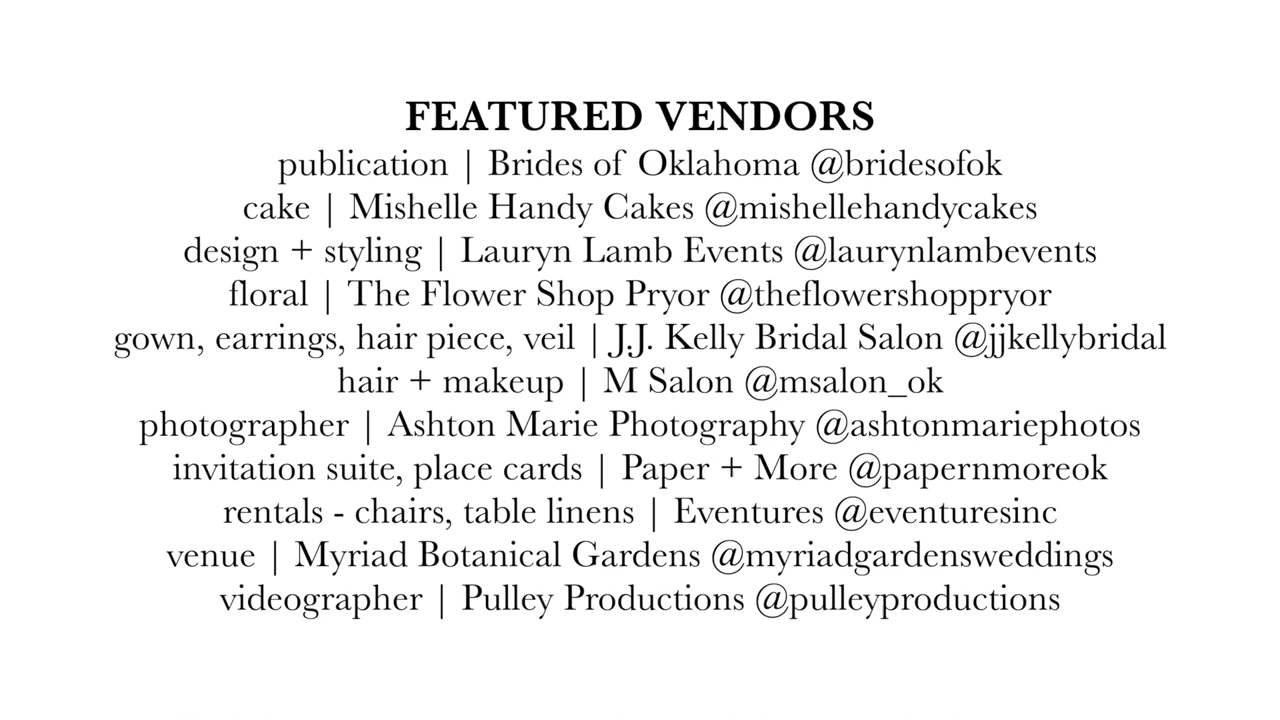 FEATURED VENDORS
publication | Brides of Oklahoma @bridesofok
cake | Mishelle Handy Cakes @mishellehandycakes
design + styling | Lauryn Lamb Events @laurynlambevents
floral | The Flower Shop Pryor @theflowershoppryor
gown, earrings, hair piece, veil | J.J. Kelly Bridal Salon @jjkellybridal
hair + makeup | M Salon @msalon_ok
photographer | Ashton Marie Photography @ashtonmariephotos
invitation suite, place cards | Paper + More @papernmoreok
rentals - chairs, table linens | Eventures @eventuresinc
venue | Myriad Botanical Gardens @myriadgardensweddings
videographer | Pulley Productions @pulleyproductions